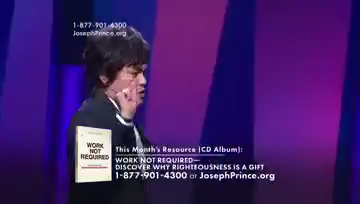 1-877-901-4300
JosephPrince.org
WORK
NOT
REQUIRED
This Month's Resource (CD Album):
WORK NOT REQUIRED—
DISCOVER WHY RIGHTEOUSNESS IS A GIFT
1-877-901-4300 or JosephPrince.org